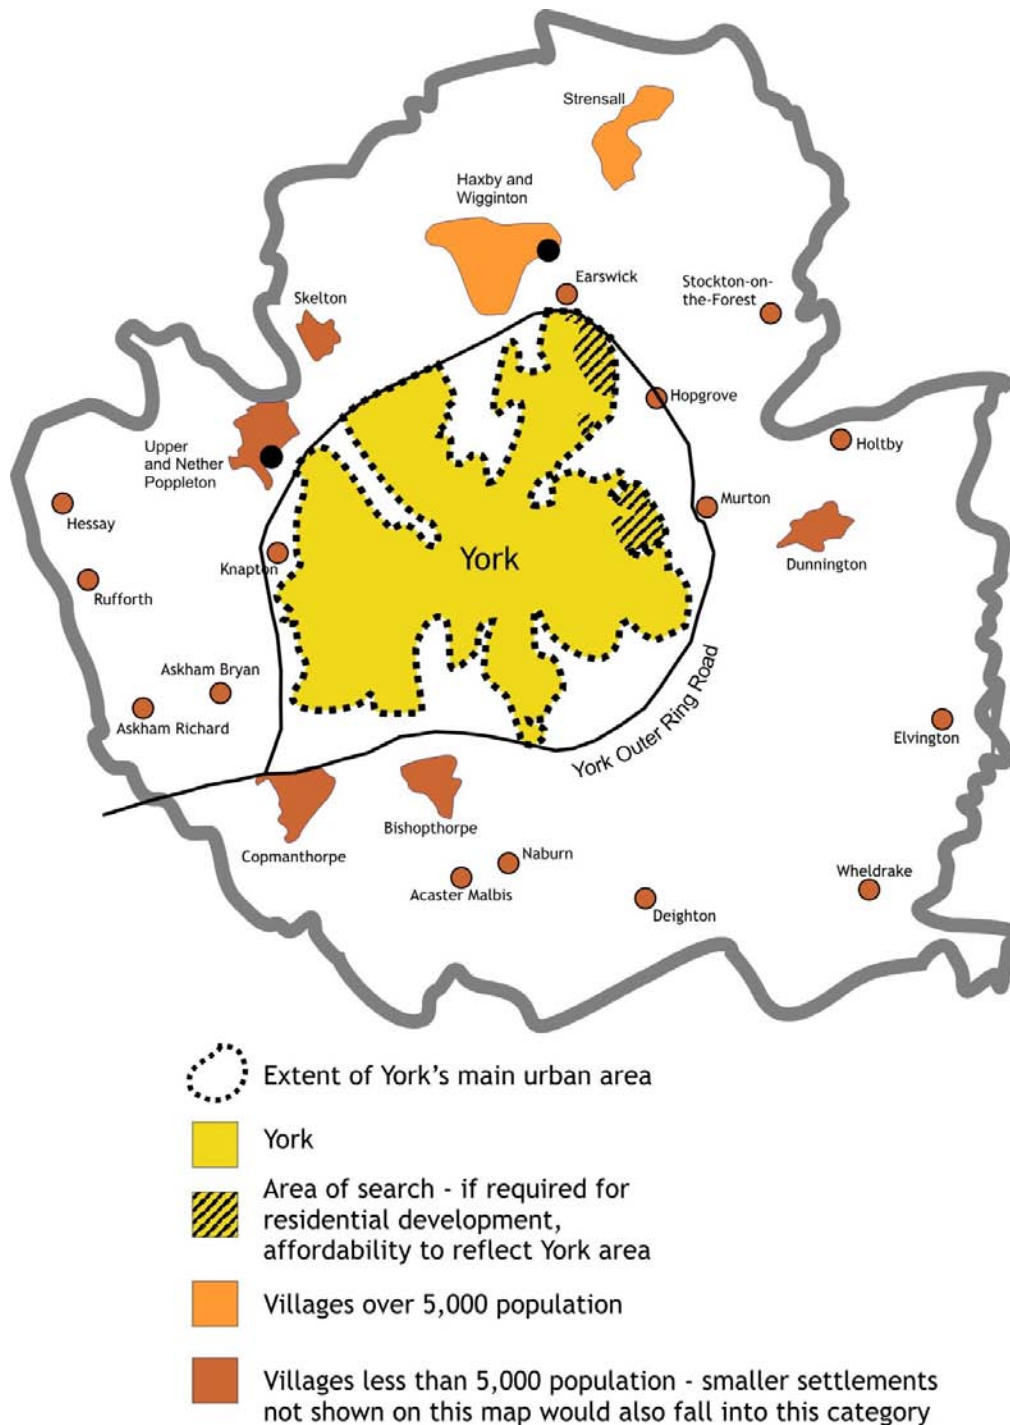 Strensall
Haxby and
Wigginton
Earswick
Stockton-on-
the-Forest
Skelton
Hopgrove
Upper
and Nether
Poppleton
Holtby
Hessay
Murton
Knapton
York
Dunnington
Rufforth
Askham Bryan
Askham Richard
York Outer Ring Road
Elvington
Bishopthorpe
Copmanthorpe
Naburn
Acaster Malbis
Wheldrake
Deighton
Extent of York's main urban area
York
Area of search - if required for
residential development,
affordability to reflect York area
Villages over 5,000 population
Villages less than 5,000 population - smaller settlements
not shown on this map would also fall into this category